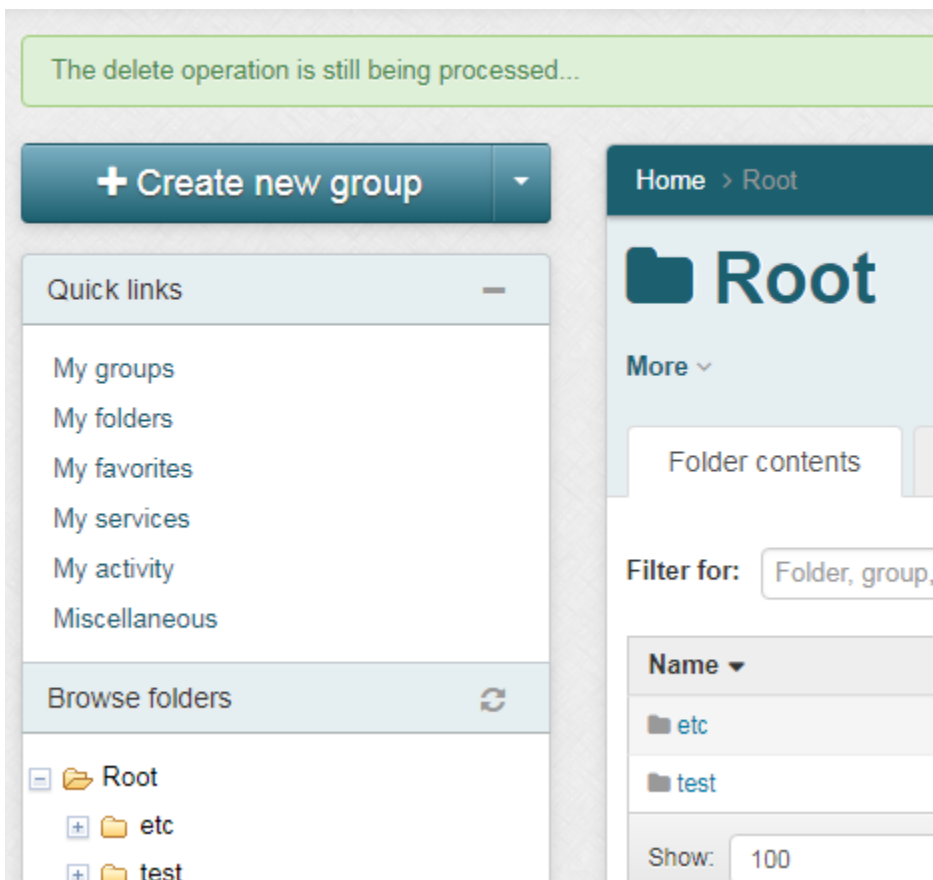 The delete operation is still being processed...
+ Create new group
Quick links
My groups
My folders
My favorites
My services
My activity
Miscellaneous
Browse folders
Root
etc
test
Home > Root
Root
More
Folder contents
Filter for: Folder, group,
Name
etc
test
Show: 100